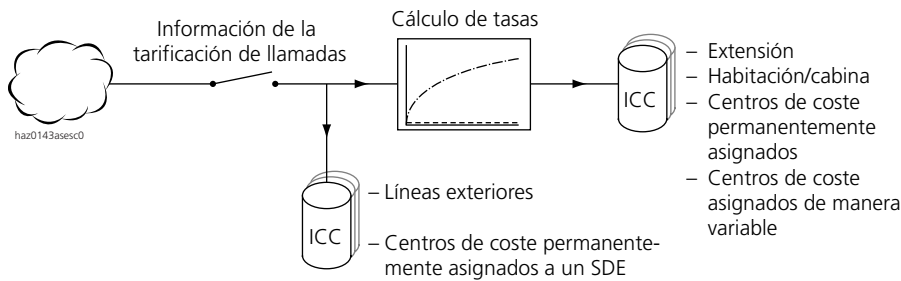 Información de la
tarificación de llamadas
Cálculo de tasas
haz0143asesc0
ICC
– Extensión
– Habitación/cabina
– Centros de coste
permanentemente
asignados
– Centros de coste
asignados de manera
variable
ICC
– Líneas exteriores
– Centros de coste permanente-
mente asignados a un SDE